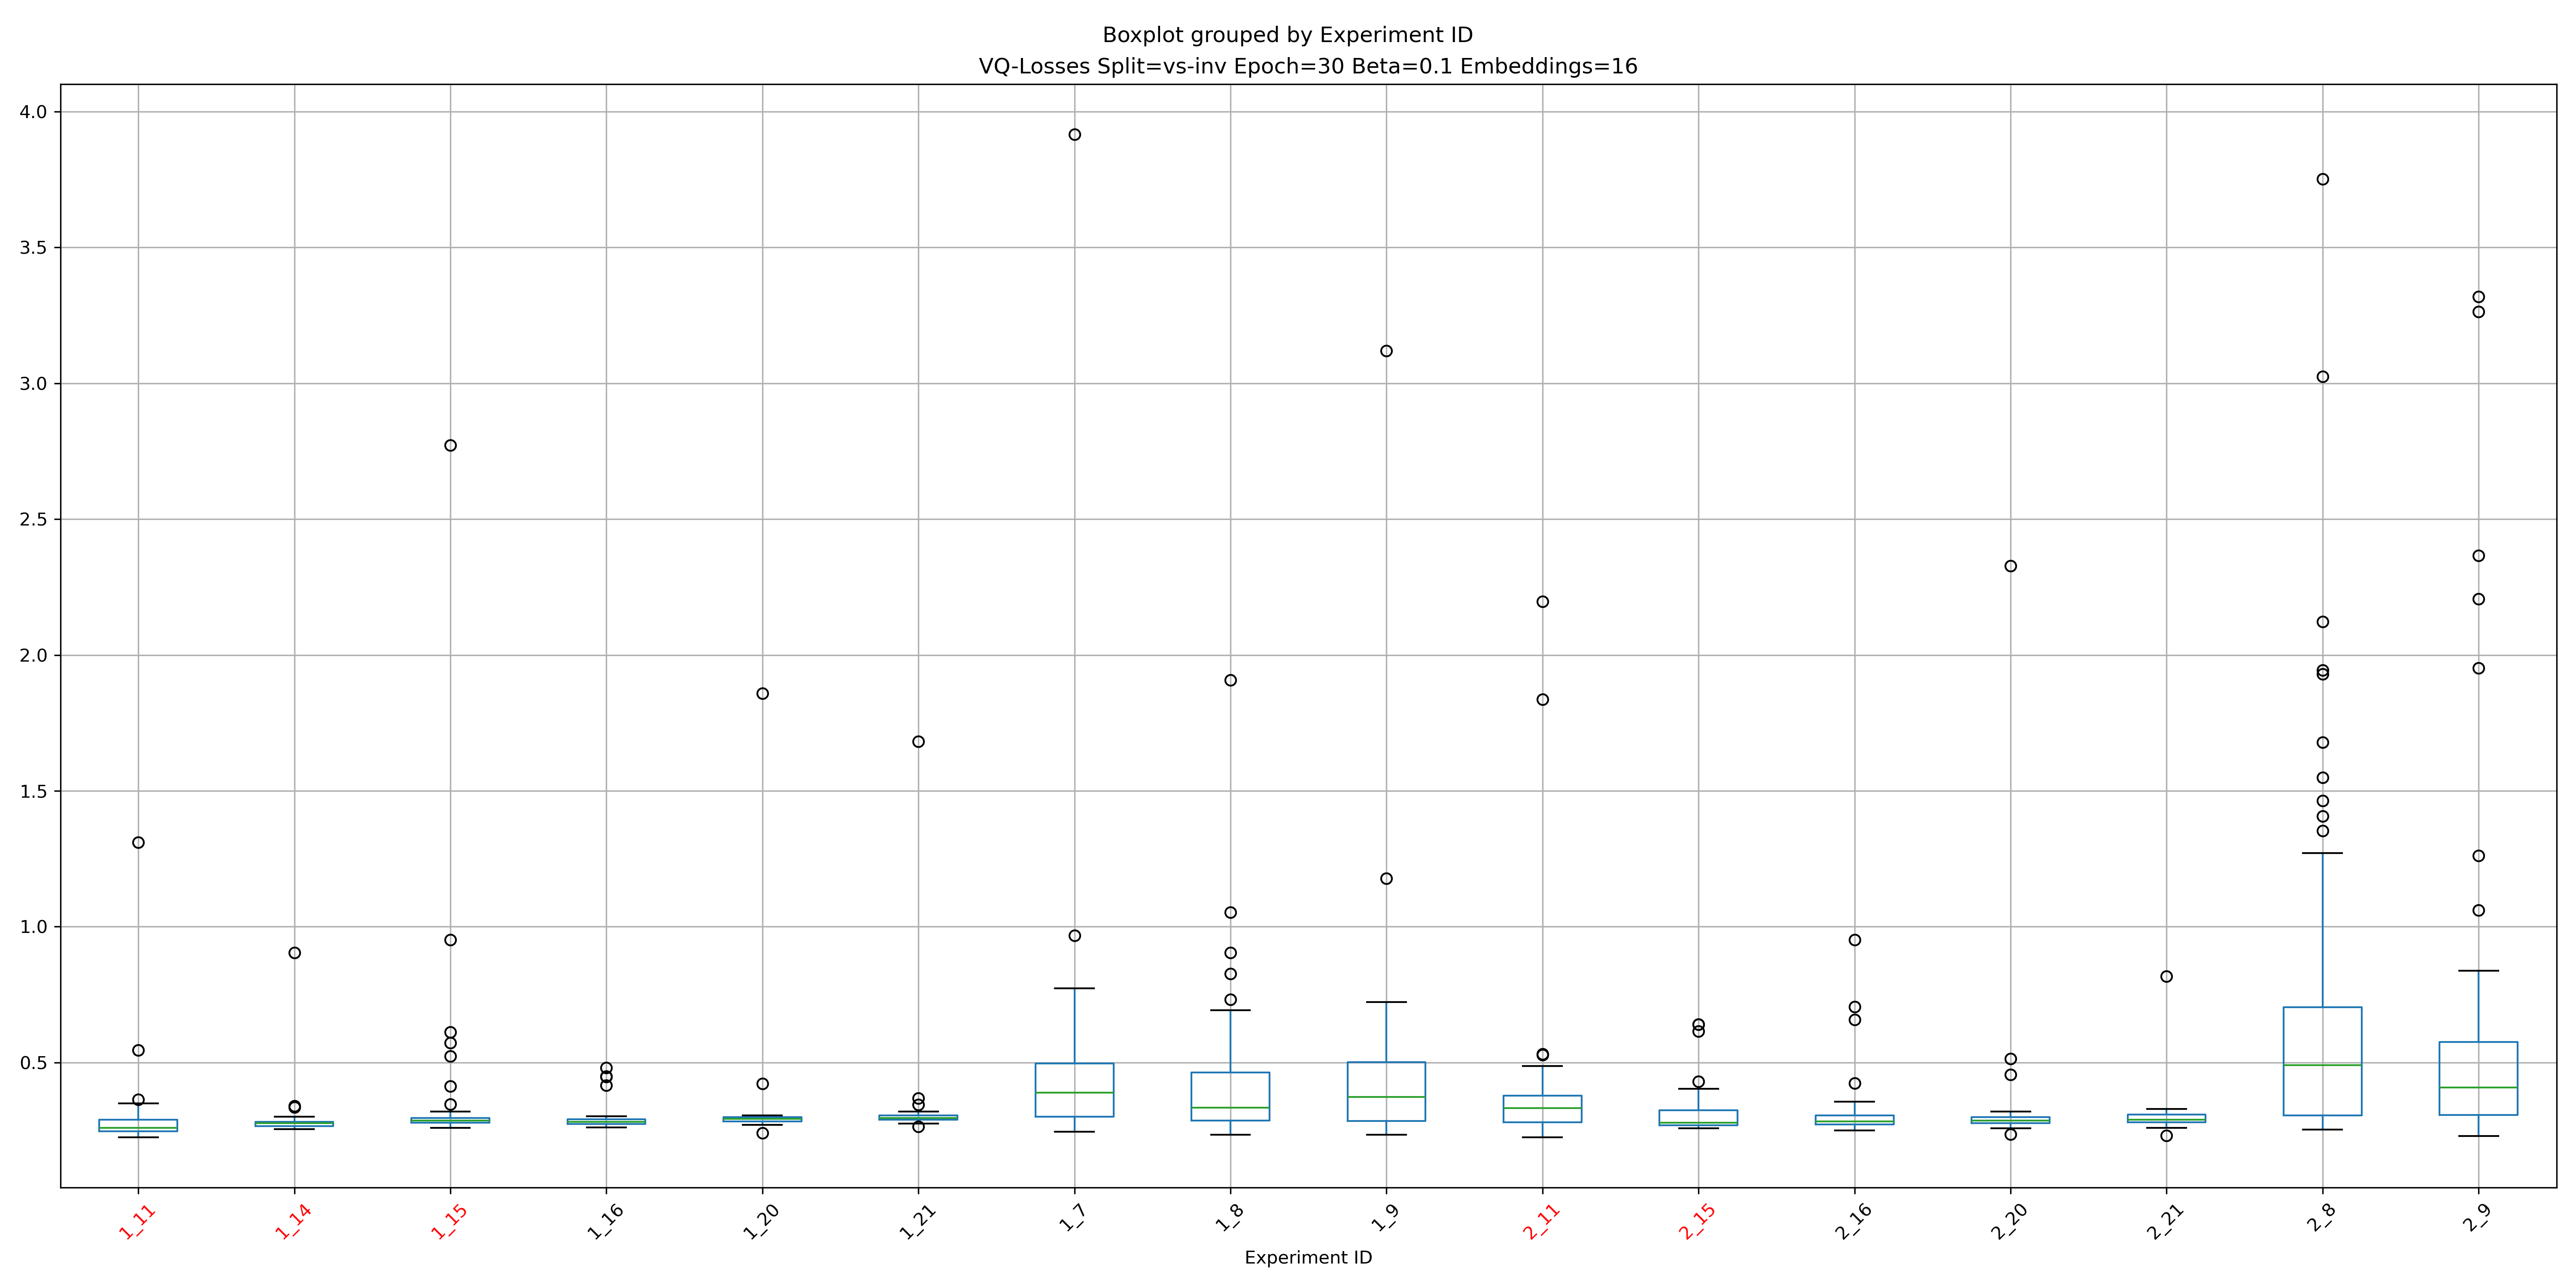 Boxplot grouped by Experiment ID
VQ-Losses Split=vs-inv Epoch=30 Beta=0.1 Embeddings=16
4.0
3.5
3.0
2.5
2.0
1.5
1.0
0.5
1_11 1_14 1_15 1_16 1_20 1_21 1_7 1_8 1_9 2_11 2_15 2_16 2_20 2_21 2_8 2_9
Experiment ID